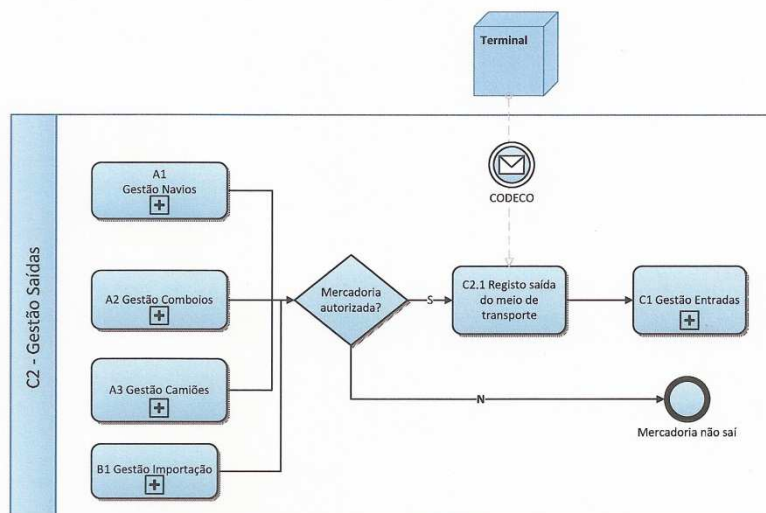 Terminal
C2 - Gestão Saídas
A1
Gestão Navios
CODECO
A2 Gestão Comboios
Mercadoria
autorizada?
S
C2.1 Registo saída
do meio de
transporte
C1 Gestão Entradas
A3 Gestão Camiões
N
Mercadoria não saí
B1 Gestão Importação